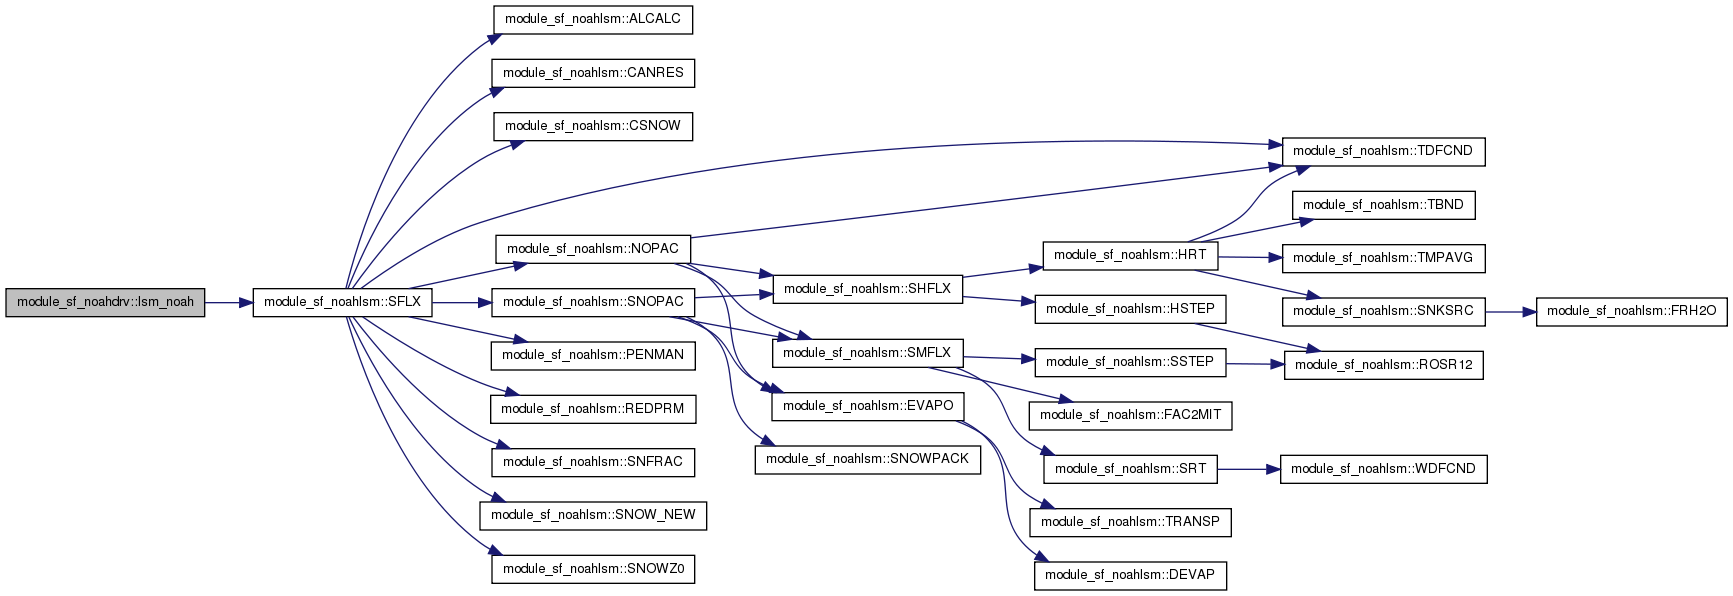 module_sf_noahdrv::lsm_noah
module_sf_noahlsm::SFLX
module_sf_noahlsm::ALCALC
module_sf_noahlsm::CANRES
module_sf_noahlsm::CSNOW
module_sf_noahlsm::NOPAC
module_sf_noahlsm::SNOPAC
module_sf_noahlsm::PENMAN
module_sf_noahlsm::REDPRM
module_sf_noahlsm::SNFRAC
module_sf_noahlsm::SNOW_NEW
module_sf_noahlsm::SNOWZ0
module_sf_noahlsm::SHFLX
module_sf_noahlsm::SMFLX
module_sf_noahlsm::EVAPO
module_sf_noahlsm::SNOWPACK
module_sf_noahlsm::HRT
module_sf_noahlsm::HSTEP
module_sf_noahlsm::SSTEP
module_sf_noahlsm::FAC2MIT
module_sf_noahlsm::SRT
module_sf_noahlsm::TRANSP
module_sf_noahlsm::DEVAP
module_sf_noahlsm::TDFCND
module_sf_noahlsm::TBND
module_sf_noahlsm::TMPAVG
module_sf_noahlsm::SNKSRC
module_sf_noahlsm::ROSR12
module_sf_noahlsm::WDFCND
module_sf_noahlsm::FRH2O